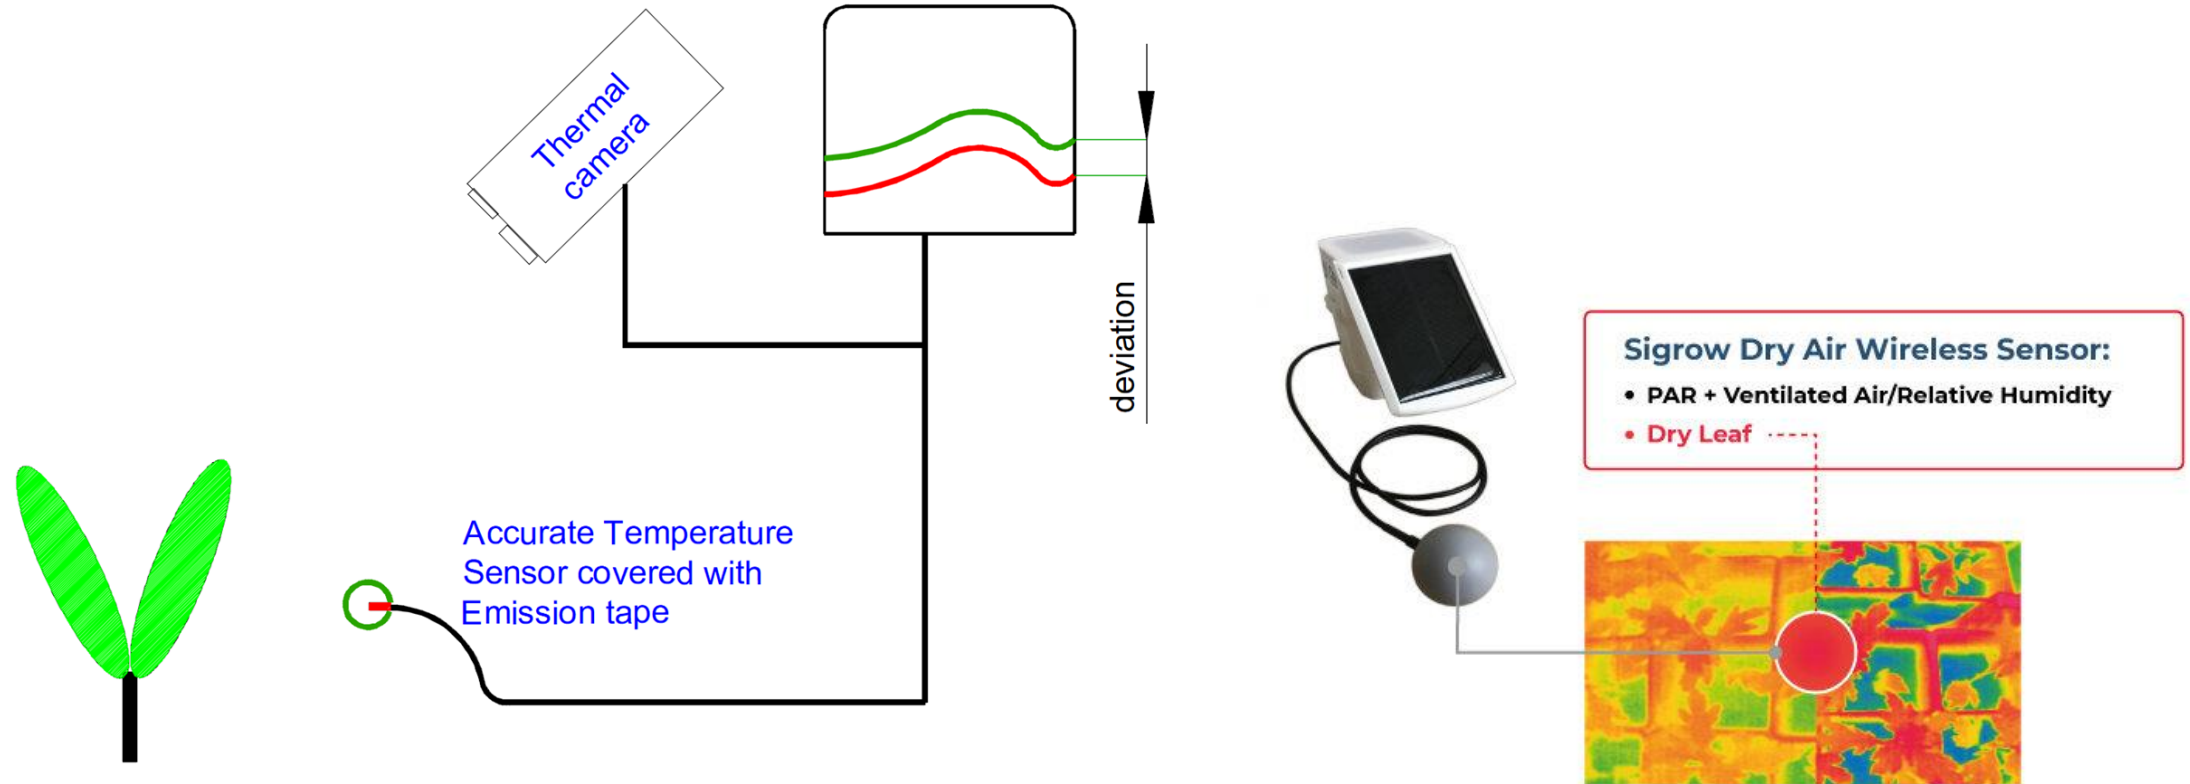 Thermal
camera
deviation
Accurate Temperature
Sensor covered with
Emission tape
Sigrow Dry Air Wireless Sensor:
• PAR + Ventilated Air/Relative Humidity
• Dry Leaf